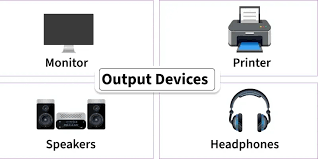 Monitor
Printer
Output Devices
Speakers
Headphones